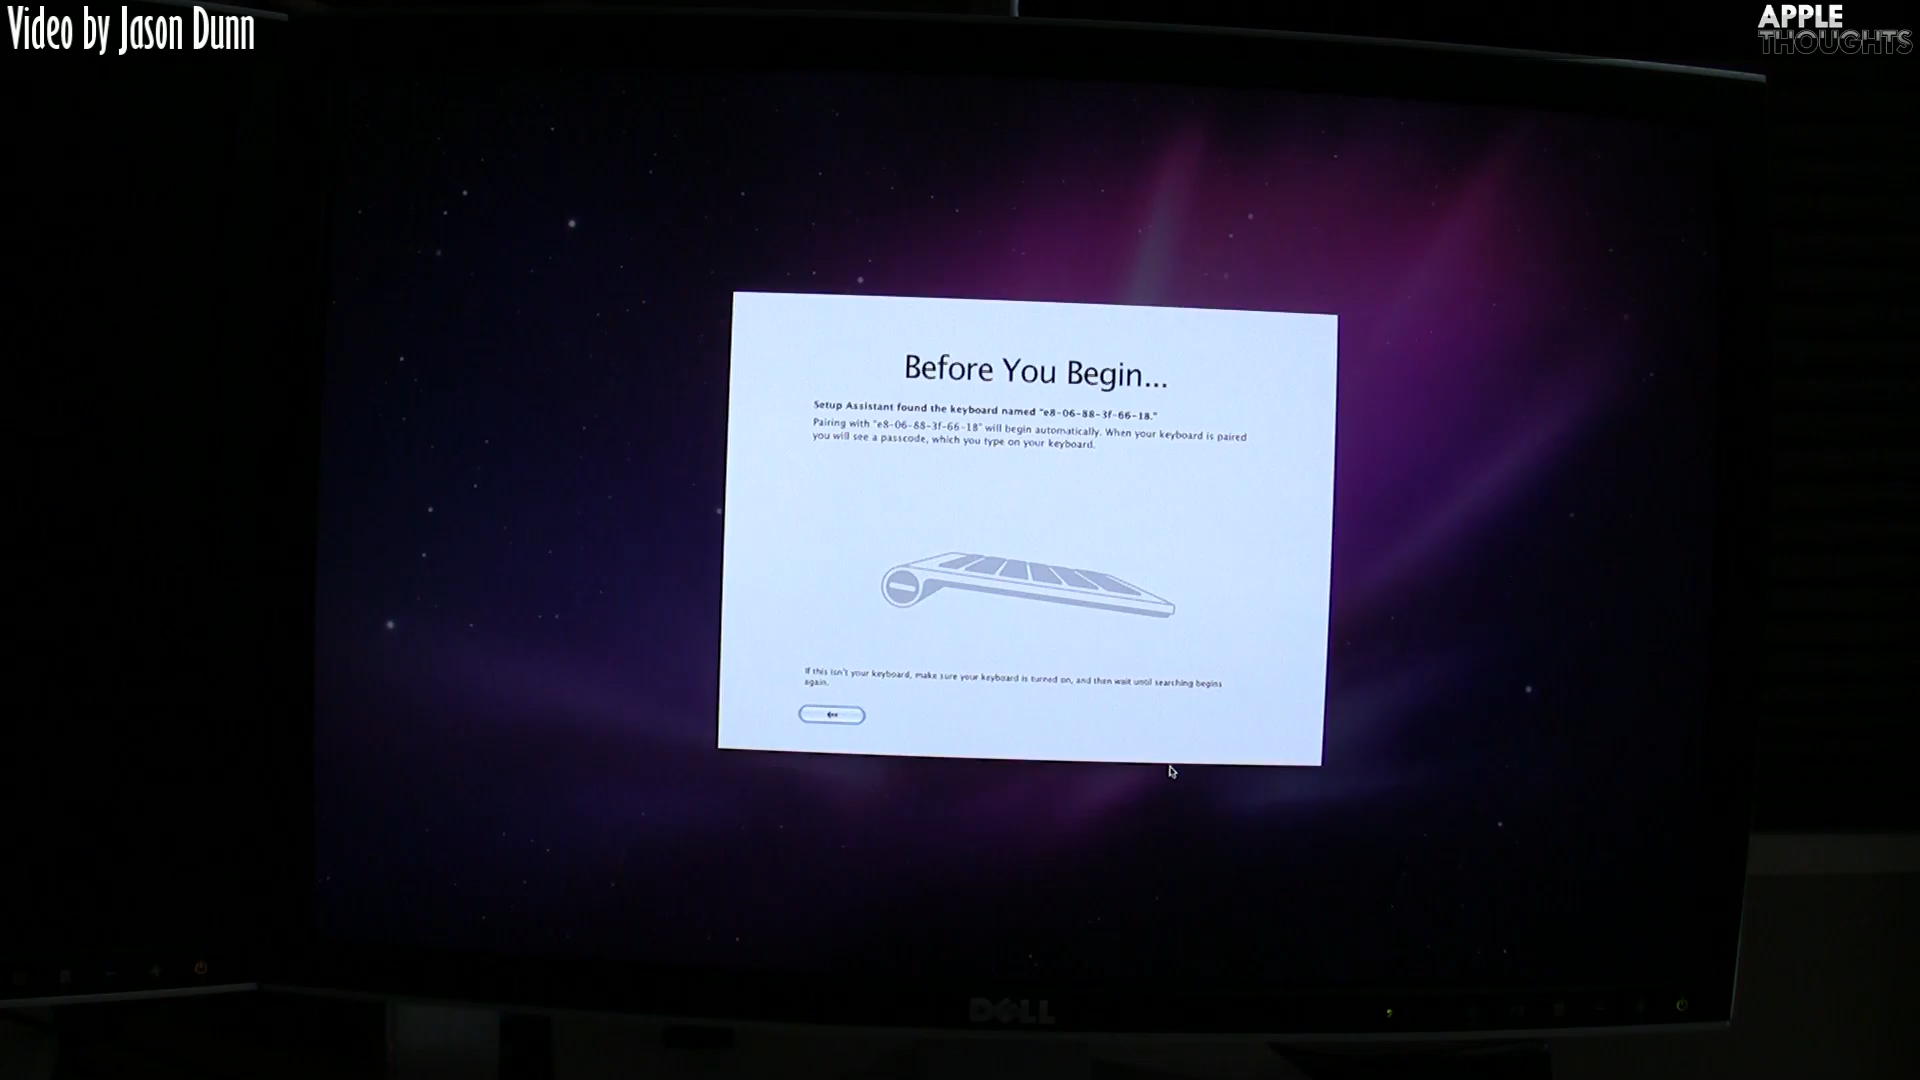 Video by Jason Dunn
APPLE
THOUGHTS
Before You Begin...
Setup Assistant found the keyboard named "e8-06-88-3f-66-18."
Pairing with "e8-06-88-3f-66-18" will begin automatically. When your keyboard is paired
you will see a passcode, which you type on your keyboard.
If this isn't your keyboard, make sure your keyboard is turned on, and then wait until searching begins
again.
DELL